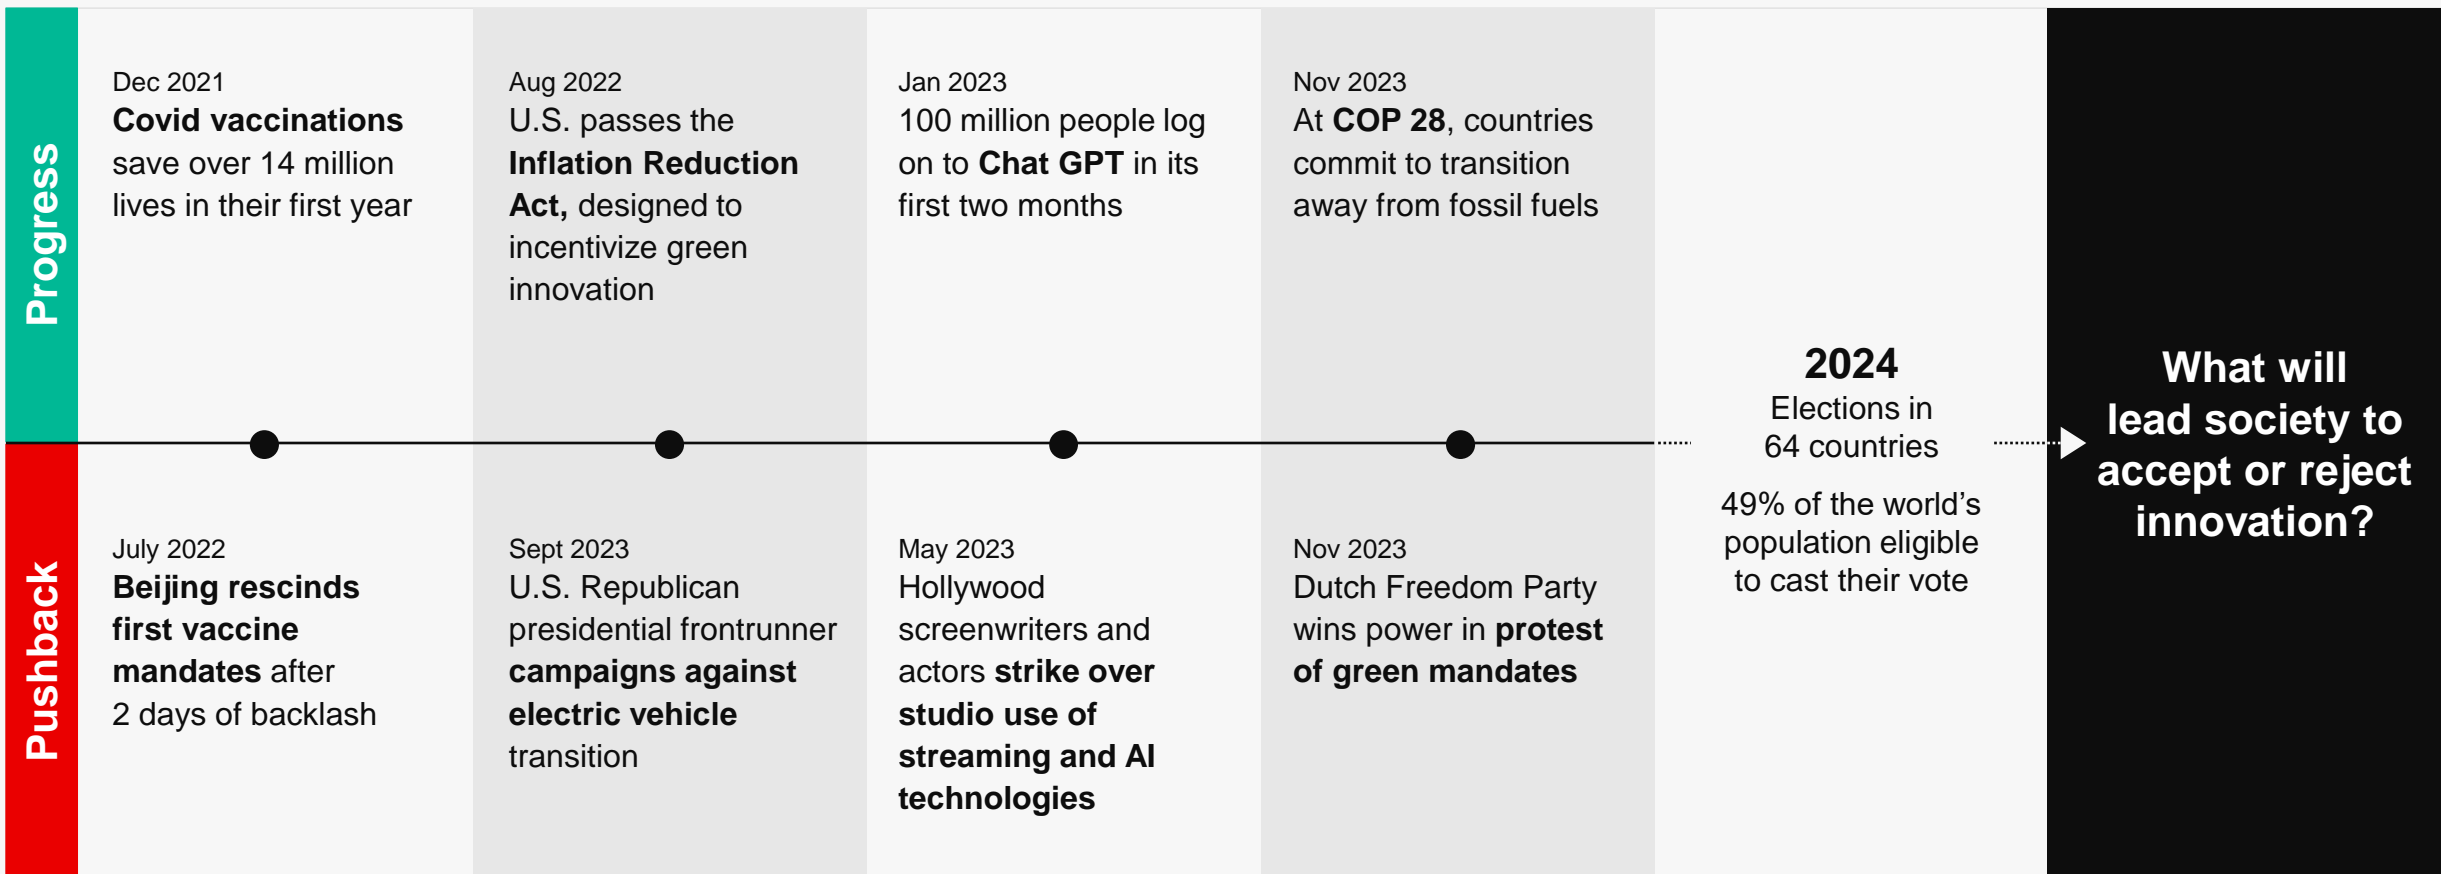 Progress
Dec 2021
Covid vaccinations
save over 14 million
lives in their first year
Aug 2022
U.S. passes the
Inflation Reduction
Act, designed to
incentivize green
innovation
Jan 2023
100 million people log
on to Chat GPT in its
first two months
Nov 2023
At COP 28, countries
commit to transition
away from fossil fuels
Pushback
July 2022
Beijing rescinds
first vaccine
mandates after
2 days of backlash
Sept 2023
U.S. Republican
presidential frontrunner
campaigns against
electric vehicle
transition
May 2023
Hollywood
screenwriters and
actors strike over
studio use of
streaming and AI
technologies
Nov 2023
Dutch Freedom Party
wins power in protest
of green mandates
2024
Elections in
64 countries
49% of the world’s
population eligible
to cast their vote
What will
lead society to
accept or reject
innovation?